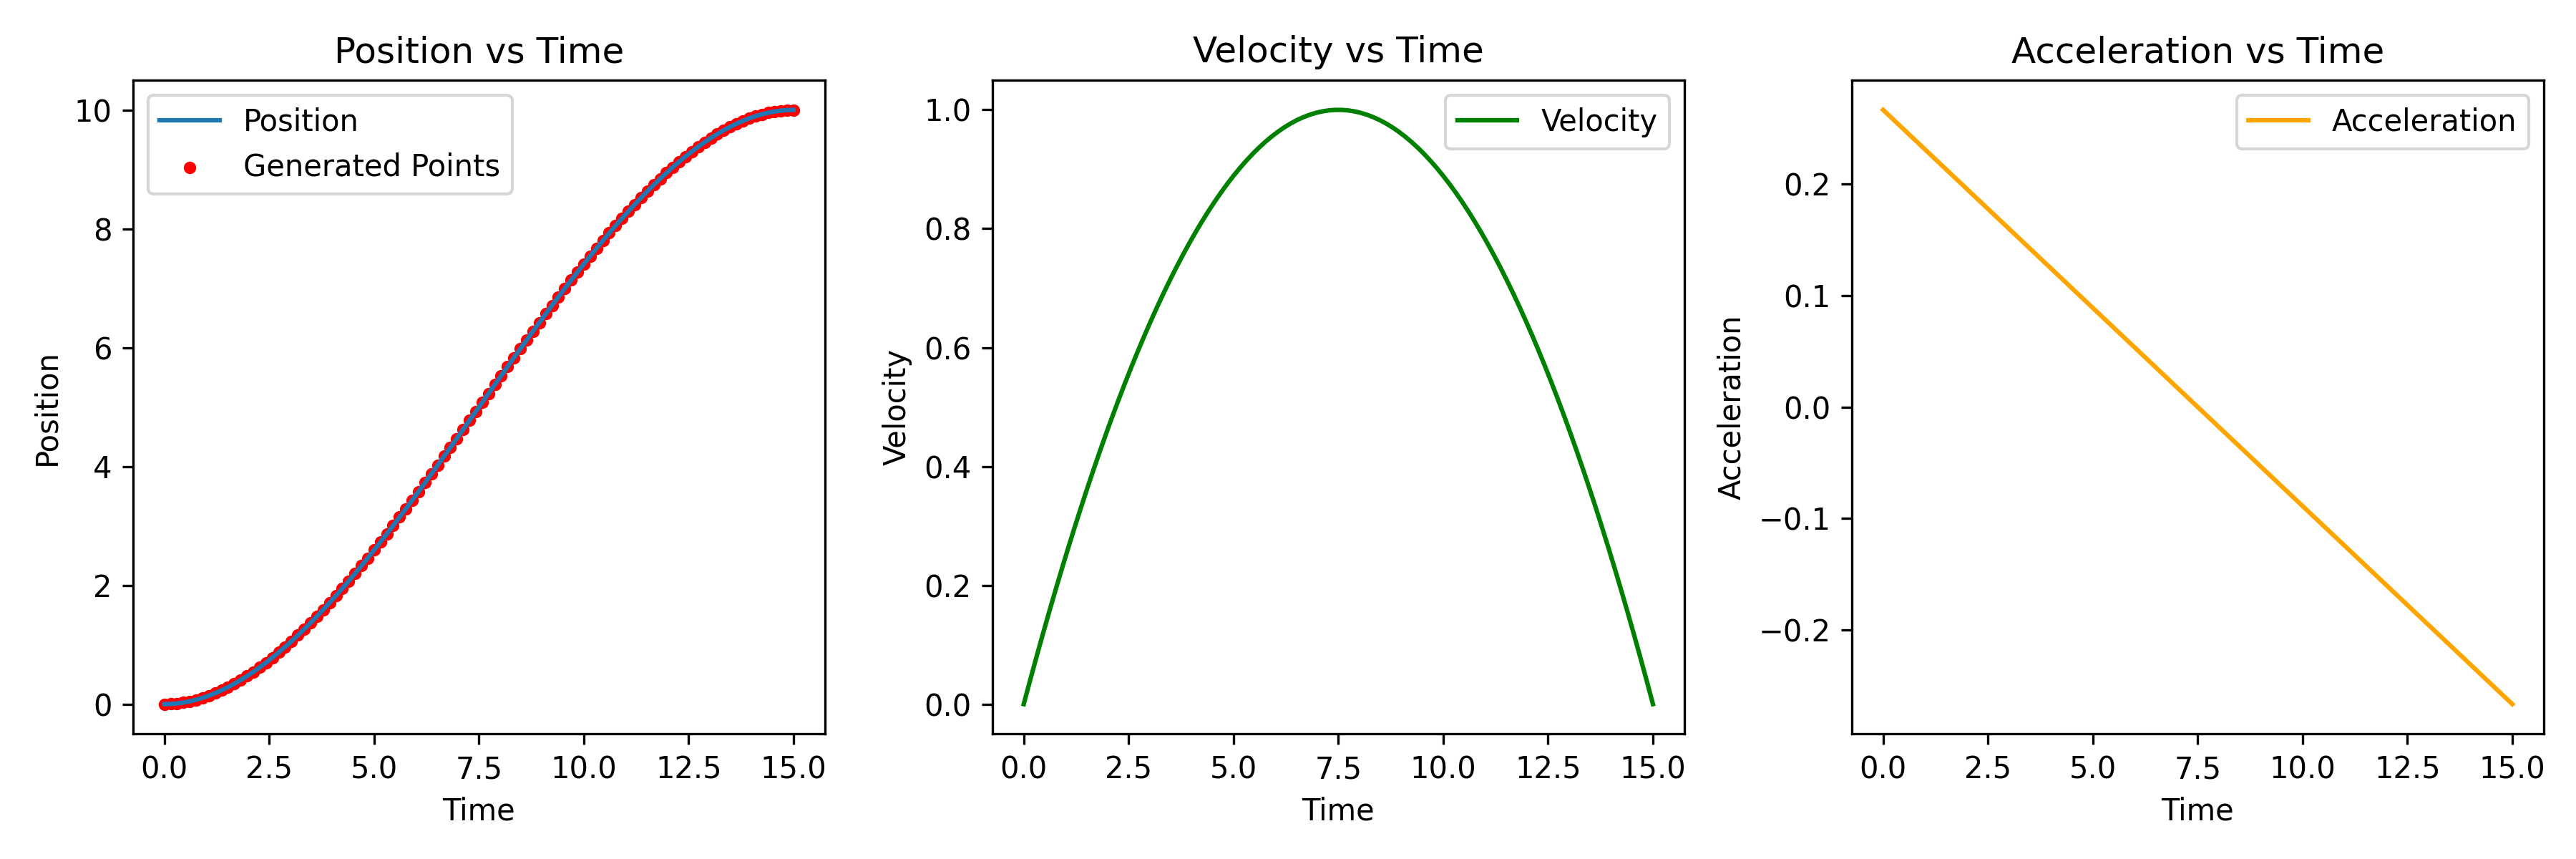 Position vs Time
Position
Generated Points
10
8
6
4
2
0
Position
0.0 2.5 5.0 7.5 10.0 12.5 15.0
Time
Velocity vs Time
Velocity
1.0
0.8
0.6
0.4
0.2
0.0
Velocity
0.0 2.5 5.0 7.5 10.0 12.5 15.0
Time
Acceleration vs Time
Acceleration
0.2
0.1
0.0
−0.1
−0.2
Acceleration
0.0 2.5 5.0 7.5 10.0 12.5 15.0
Time